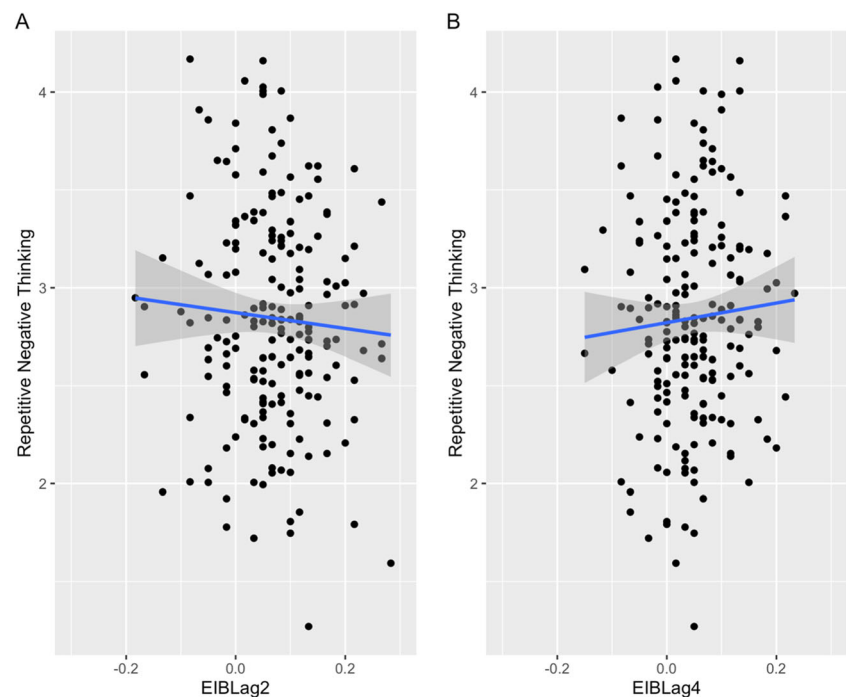 A
B
4
3
2
Repetitive Negative Thinking
-0.2
0.0
0.2
EIBLag2
4
3
2
Repetitive Negative Thinking
-0.2
0.0
0.2
EIBLag4